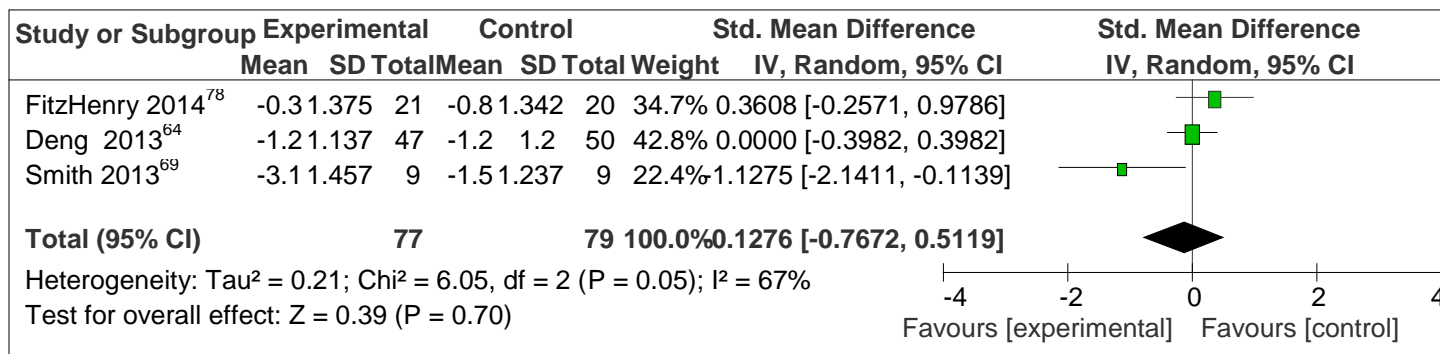 Study or Subgroup Experimental Control Std. Mean Difference Std. Mean Difference
Mean SD Total Mean SD Total Weight IV, Random, 95% CI IV, Random, 95% CI
FitzHenry 2014⁷⁸ -0.3 1.375 21 -0.8 1.342 20 34.7% 0.3608 [-0.2571, 0.9786]
Deng 2013⁶⁴ -1.2 1.137 47 -1.2 1.2 50 42.8% 0.0000 [-0.3982, 0.3982]
Smith 2013⁶⁹ -3.1 1.457 9 -1.5 1.237 9 22.4% -1.1275 [-2.1411, -0.1139]
Total (95% CI) 77 79 100.0% -0.1276 [-0.7672, 0.5119]
Heterogeneity: Tau² = 0.21; Chi² = 6.05, df = 2 (P = 0.05); I² = 67%
Test for overall effect: Z = 0.39 (P = 0.70)
-4 -2 0 2 4
Favours [experimental] Favours [control]